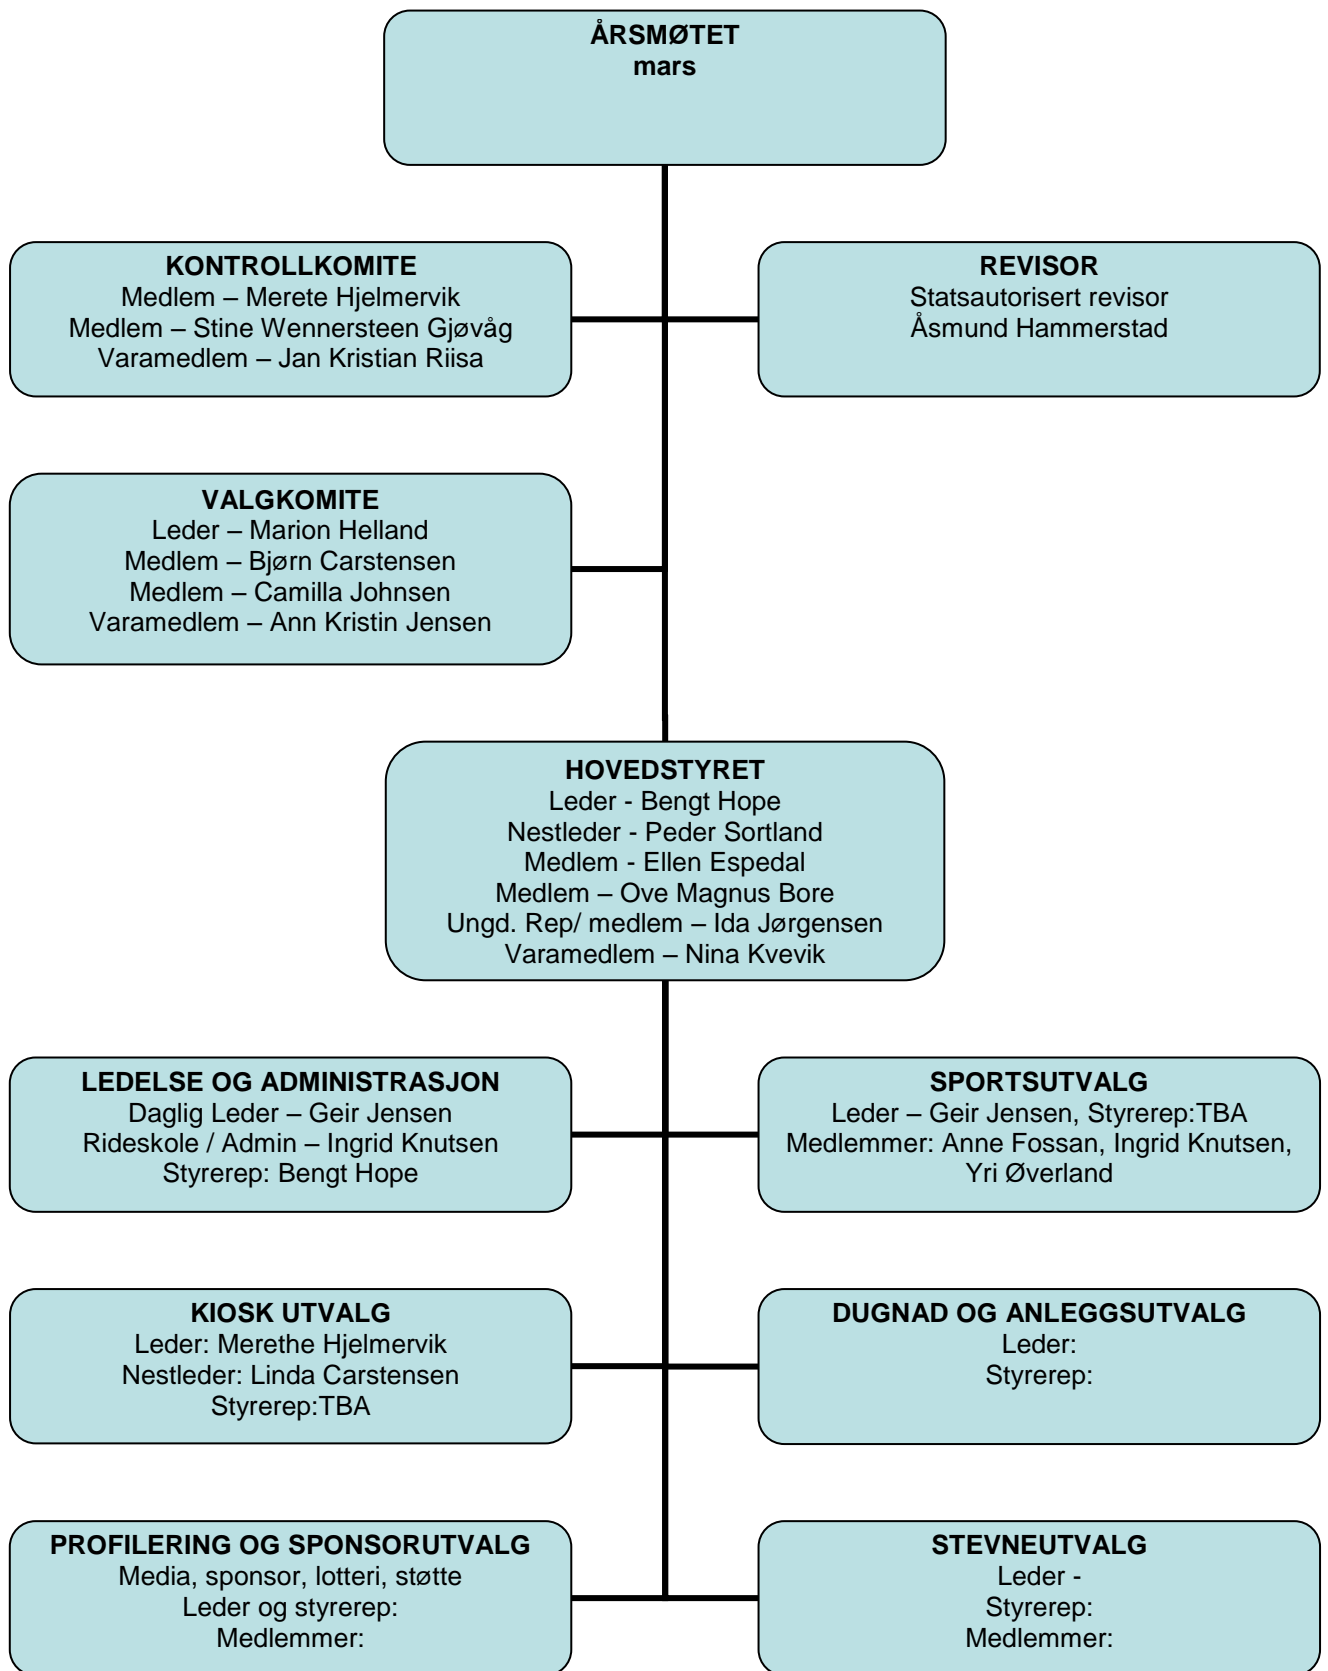 ÅRSMØTET
mars
KONTROLLKOMITE
Medlem – Merete Hjelmervik
Medlem – Stine Wennersteen Gjøvåg
Varamedlem – Jan Kristian Riisa
REVISOR
Statsautorisert revisor
Åsmund Hammerstad
VALGKOMITE
Leder – Marion Helland
Medlem – Bjørn Carstensen
Medlem – Camilla Johnsen
Varamedlem – Ann Kristin Jensen
HOVEDSTYRET
Leder - Bengt Hope
Nestleder - Peder Sortland
Medlem - Ellen Espedal
Medlem – Ove Magnus Bore
Ungd. Rep/ medlem – Ida Jørgensen
Varamedlem – Nina Kvevik
LEDELSE OG ADMINISTRASJON
Daglig Leder – Geir Jensen
Rideskole / Admin – Ingrid Knutsen
Styrerep: Bengt Hope
SPORTSUTVALG
Leder – Geir Jensen, Styrerep:TBA
Medlemmer: Anne Fossan, Ingrid Knutsen,
Yri Øverland
KIOSK UTVALG
Leder: Merethe Hjelmervik
Nestleder: Linda Carstensen
Styrerep:TBA
DUGNAD OG ANLEGGSUTVALG
Leder:
Styrerep:
PROFILERING OG SPONSORUTVALG
Media, sponsor, lotteri, støtte
Leder og styrerep:
Medlemmer:
STEVNEUTVALG
Leder -
Styrerep:
Medlemmer: